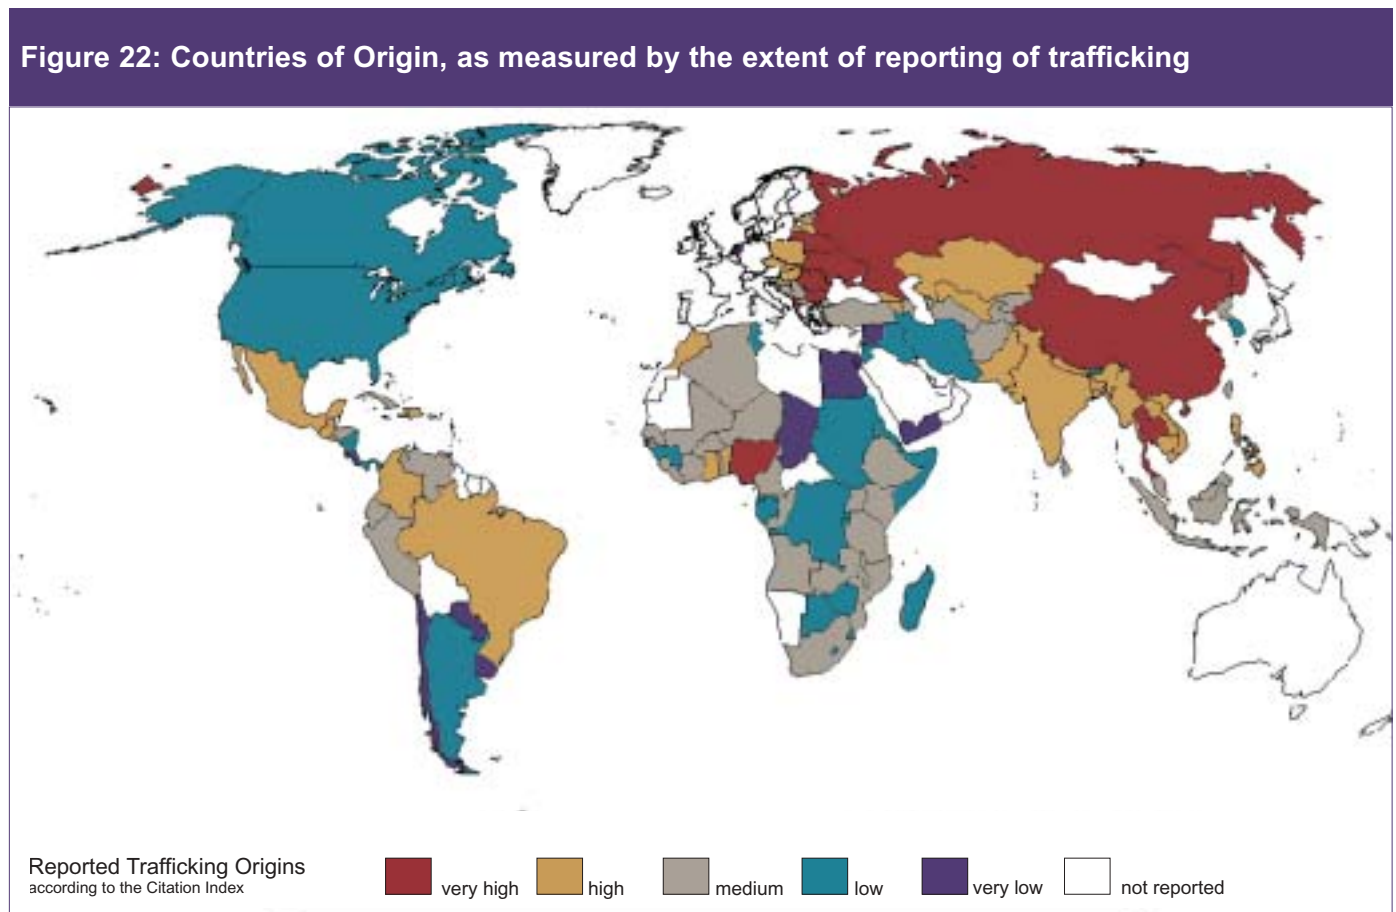 Figure 22: Countries of Origin, as measured by the extent of reporting of trafficking
Reported Trafficking Origins
according to the Citation Index
very high
high
medium
low
very low
not reported